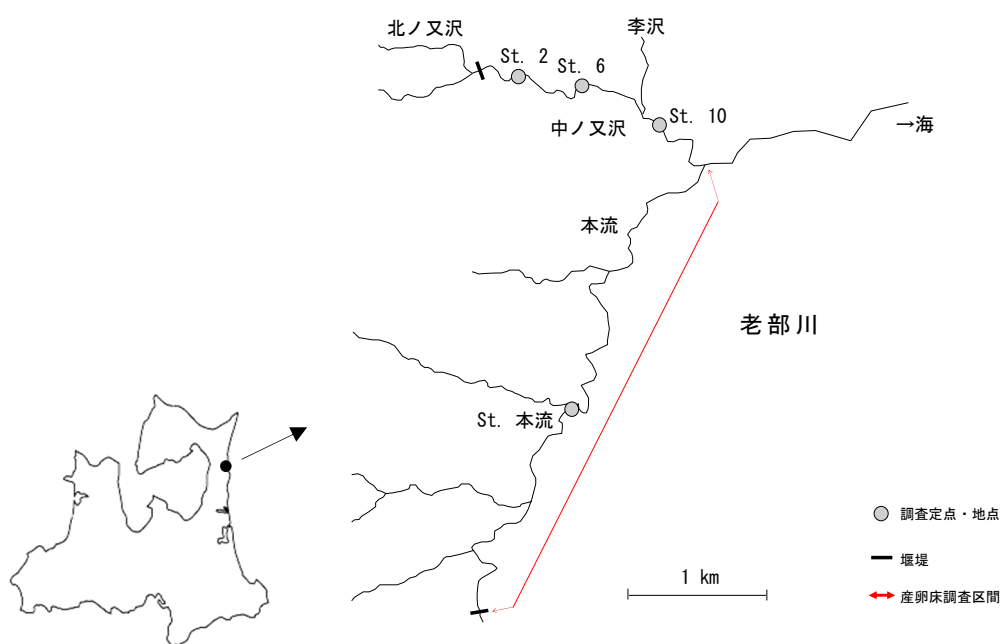 北ノ又沢
李沢
St. 2
St. 6
中ノ又沢
St. 10
→海
本流
老部川
St. 本流
調査定点・地点
堰堤
産卵床調査区間
1 km